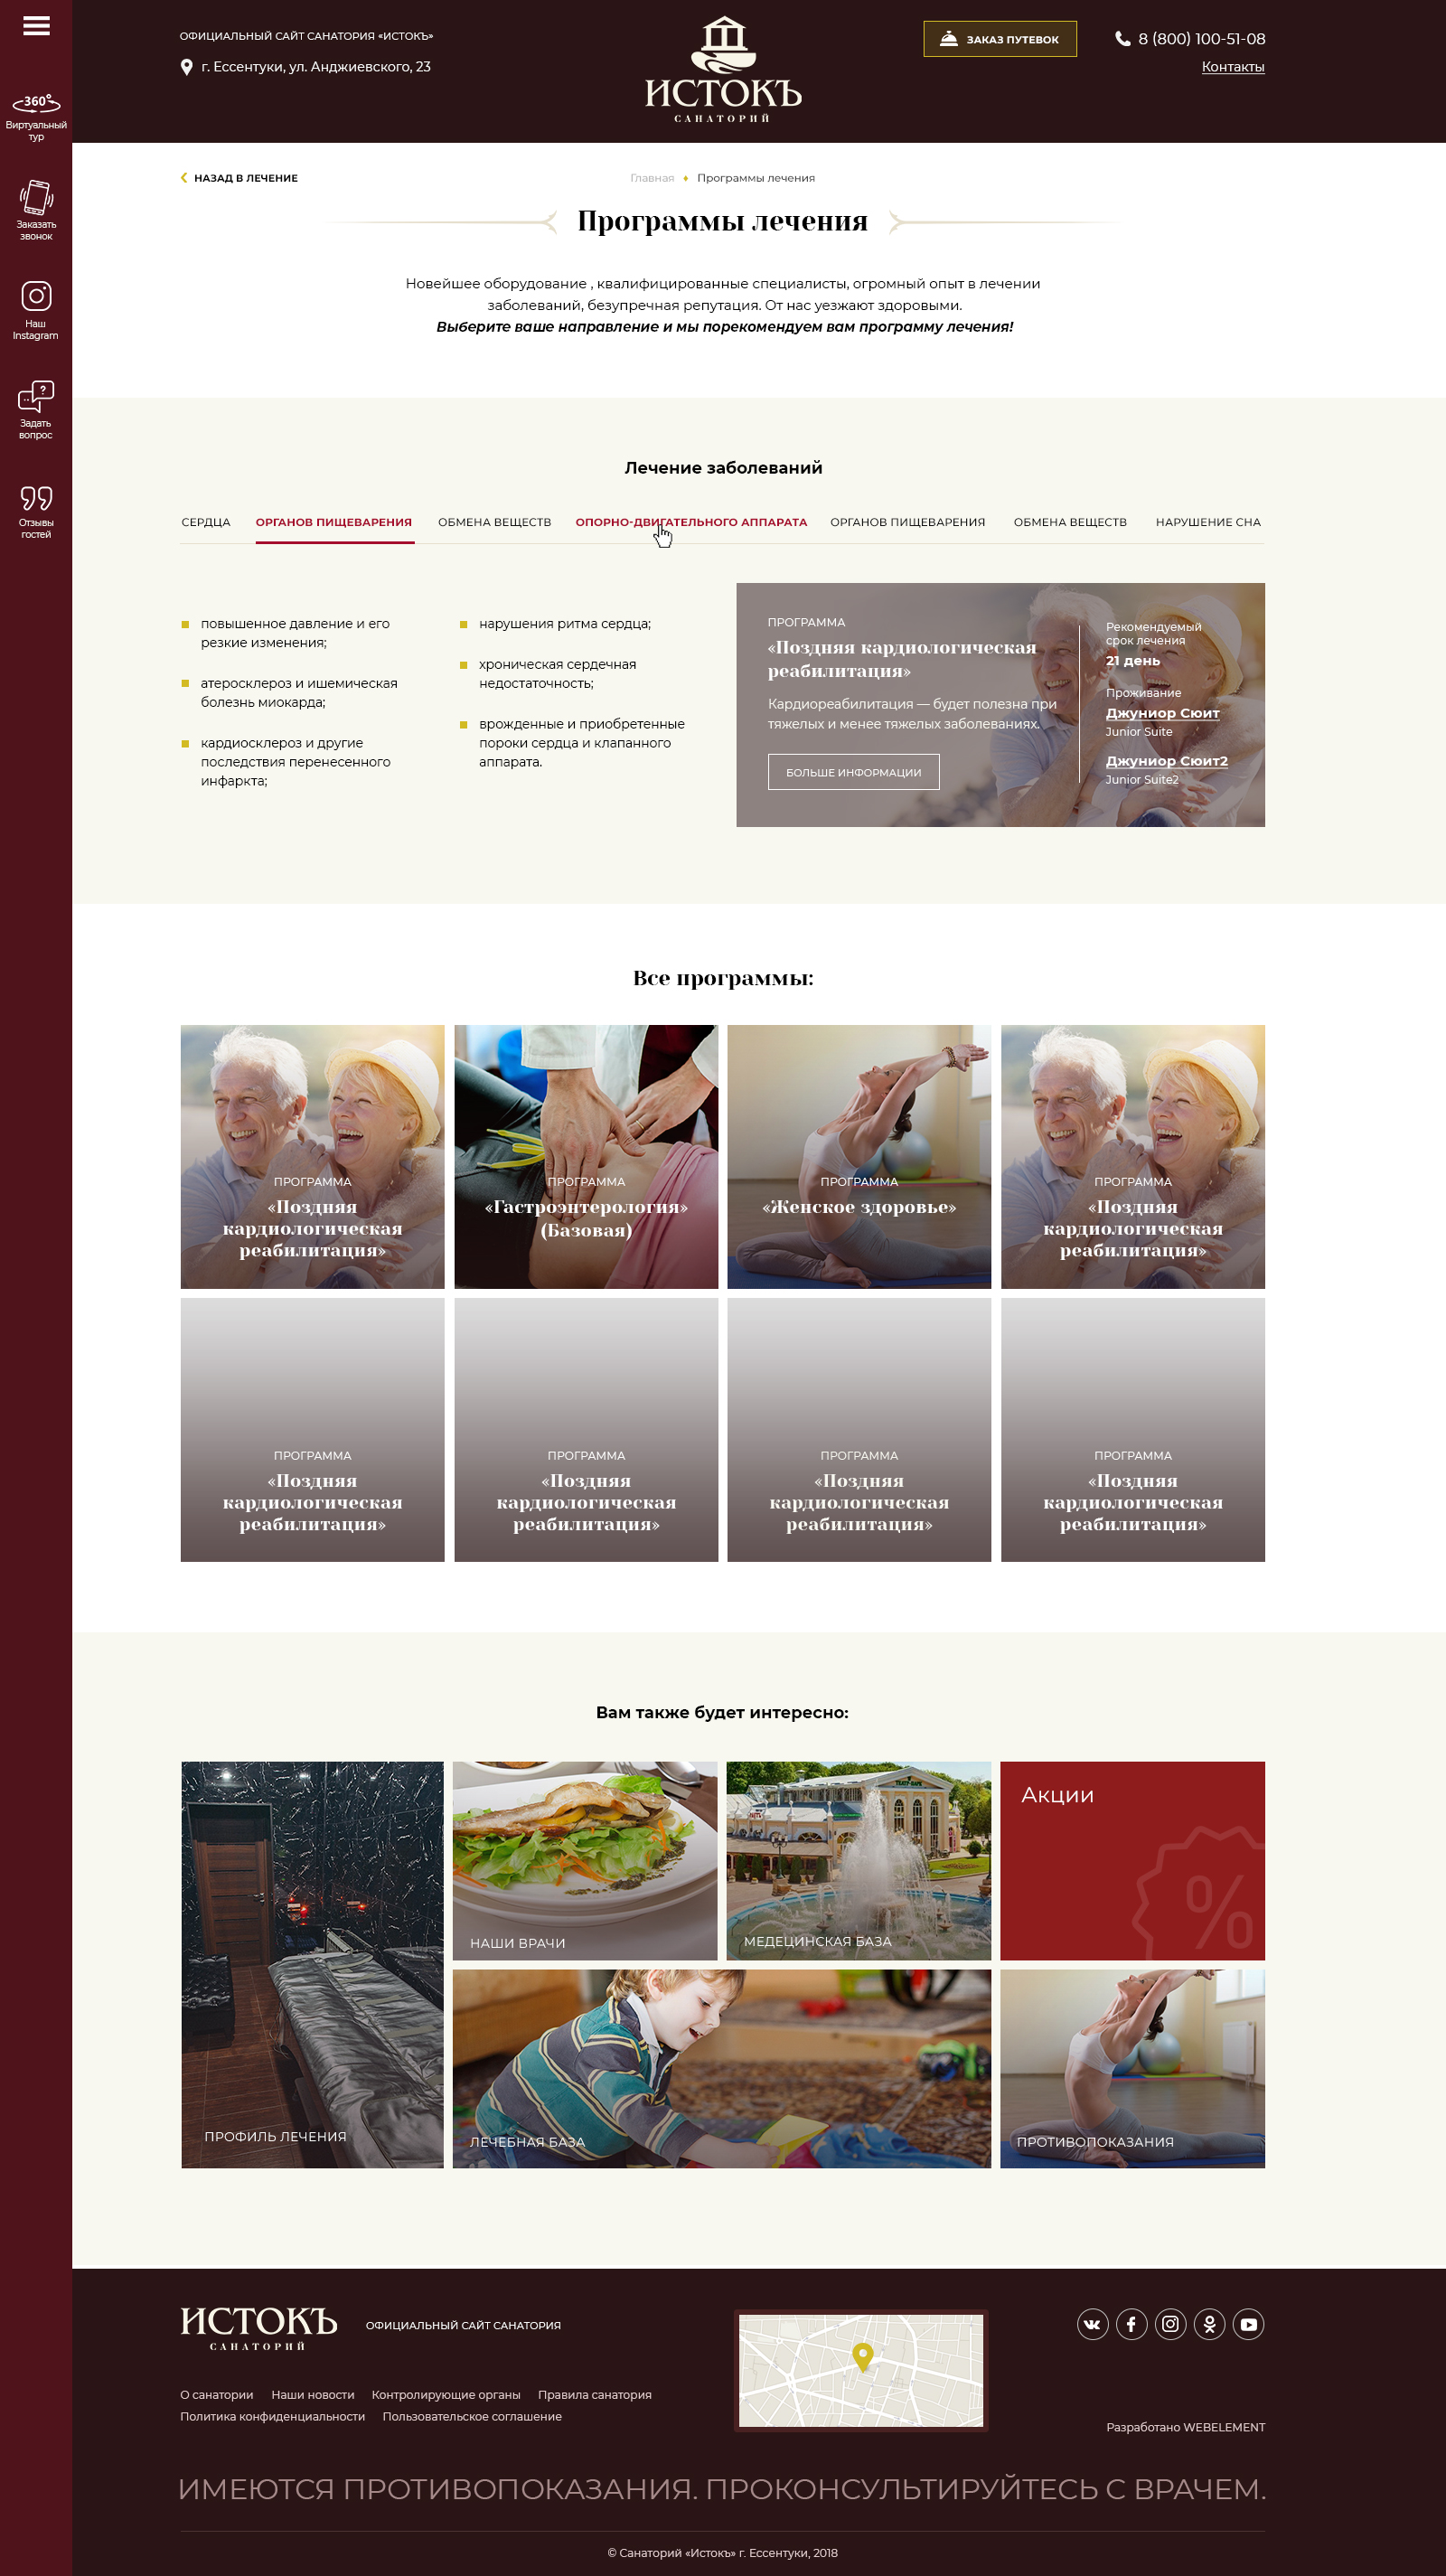 360°
Виртуальный
тур
Заказать
звонок
Наш
Instagram
Задать
вопрос
Отзывы
гостей
ОФИЦИАЛЬНЫЙ САЙТ САНАТОРИЯ «ИСТОКЪ»
г. Ессентуки, ул. Анджиевского, 23
ИСТОКЪ
САНАТОРИЙ
ЗАКАЗ ПУТЕВОК
8 (800) 100-51-08
Контакты
НАЗАД В ЛЕЧЕНИЕ
Главная ♦ Программы лечения
Программы лечения
Новейшее оборудование , квалифицированные специалисты, огромный опыт в лечении
заболеваний, безупречная репутация. От нас уезжают здоровыми.
Выберите ваше направление и мы порекомендуем вам программу лечения!
Лечение заболеваний
СЕРДЦА ОРГАНОВ ПИЩЕВАРЕНИЯ ОБМЕНА ВЕЩЕСТВ ОПОРНО-ДВИГАТЕЛЬНОГО АППАРАТА ОРГАНОВ ПИЩЕВАРЕНИЯ ОБМЕНА ВЕЩЕСТВ НАРУШЕНИЕ СНА
повышенное давление и его
резкие изменения;
атеросклероз и ишемическая
болезнь миокарда;
кардиосклероз и другие
последствия перенесенного
инфаркта;
нарушения ритма сердца;
хроническая сердечная
недостаточность;
врожденные и приобретенные
пороки сердца и клапанного
аппарата.
ПРОГРАММА
«Поздняя кардиологическая
реабилитация»
Кардиореабилитация — будет полезна при
тяжелых и менее тяжелых заболеваниях.
БОЛЬШЕ ИНФОРМАЦИИ
Рекомендуемый
срок лечения
21 день
Проживание
Джуниор Сюит
Junior Suite
Джуниор Сюит2
Junior Suite2
Все программы:
ПРОГРАММА
«Поздняя
кардиологическая
реабилитация»
ПРОГРАММА
«Гастроэнтерология»
(Базовая)
ПРОГРАММА
«Женское здоровье»
ПРОГРАММА
«Поздняя
кардиологическая
реабилитация»
ПРОГРАММА
«Поздняя
кардиологическая
реабилитация»
ПРОГРАММА
«Поздняя
кардиологическая
реабилитация»
ПРОГРАММА
«Поздняя
кардиологическая
реабилитация»
ПРОГРАММА
«Поздняя
кардиологическая
реабилитация»
Вам также будет интересно:
ПРОФИЛЬ ЛЕЧЕНИЯ
НАШИ ВРАЧИ
ТЕАТР-ПАРК
МЕДЕЦИНСКАЯ БАЗА
Акции
%
ЛЕЧЕБНАЯ БАЗА
ПРОТИВОПОКАЗАНИЯ
ИСТОКЪ
САНАТОРИЙ
ОФИЦИАЛЬНЫЙ САЙТ САНАТОРИЯ
О санатории Наши новости Контролирующие органы Правила санатория
Политика конфиденциальности Пользовательское соглашение
Разработано WEBELEMENT
ИМЕЮТСЯ ПРОТИВОПОКАЗАНИЯ. ПРОКОНСУЛЬТИРУЙТЕСЬ С ВРАЧЕМ.
© Санаторий «Истокъ» г. Ессентуки, 2018